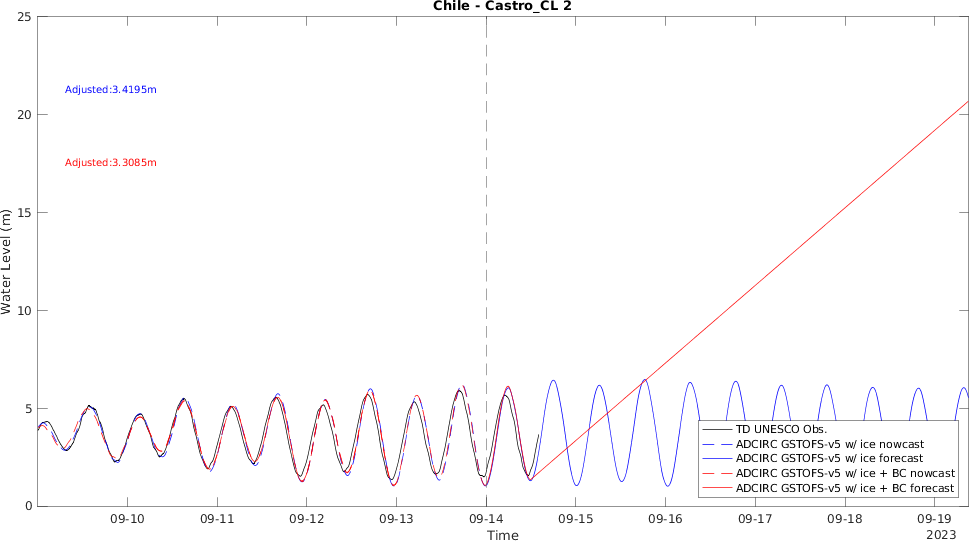 Chile - Castro_CL 2
25
20
15
10
5
0
Water Level (m)
Adjusted:3.4195m
Adjusted:3.3085m
TD UNESCO Obs.
ADCIRC GSTOFS-v5 w/ ice nowcast
ADCIRC GSTOFS-v5 w/ ice forecast
ADCIRC GSTOFS-v5 w/ ice + BC nowcast
ADCIRC GSTOFS-v5 w/ ice + BC forecast
09-10 09-11 09-12 09-13 09-14 09-15 09-16 09-17 09-18 09-19
2023
Time